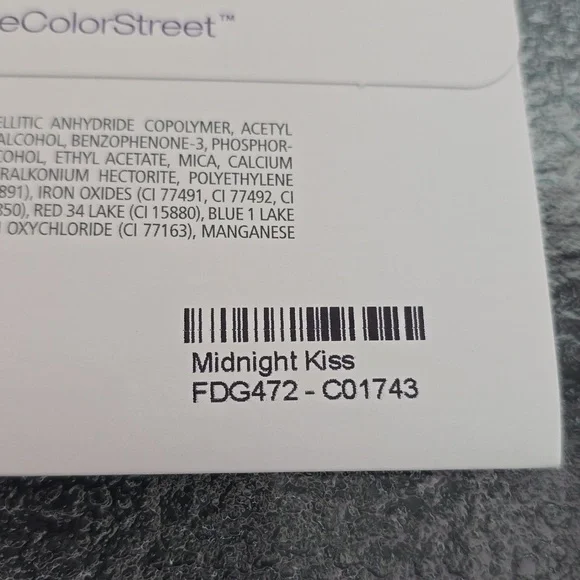 eColorStreet™
ELLITIC ANHYDRIDE COPOLYMER, ACETYL
ALCOHOL, BENZOPHENONE-3, PHOSPHOR-
OHOL, ETHYL ACETATE, MICA, CALCIUM
RALKONIUM HECTORITE, POLYETHYLENE
891), IRON OXIDES (CI 77491, CI 77492, CI
850), RED 34 LAKE (CI 15880), BLUE 1 LAKE
OXYCHLORIDE (CI 77163), MANGANESE
Midnight Kiss
FDG472 - C01743